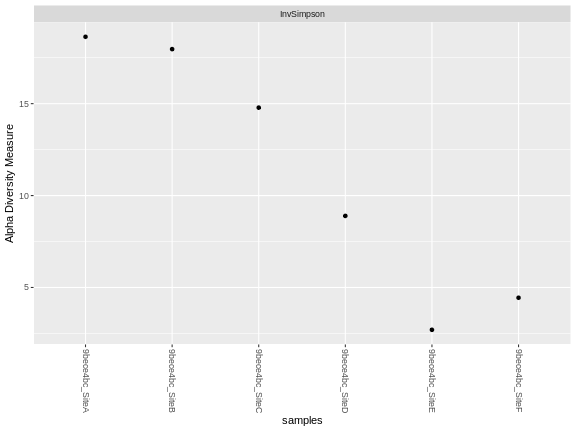 InvSimpson
Alpha Diversity Measure
15
10
5
9bece4bc_SiteA
9bece4bc_SiteB
9bece4bc_SiteC
9bece4bc_SiteD
9bece4bc_SiteE
9bece4bc_SiteF
samples